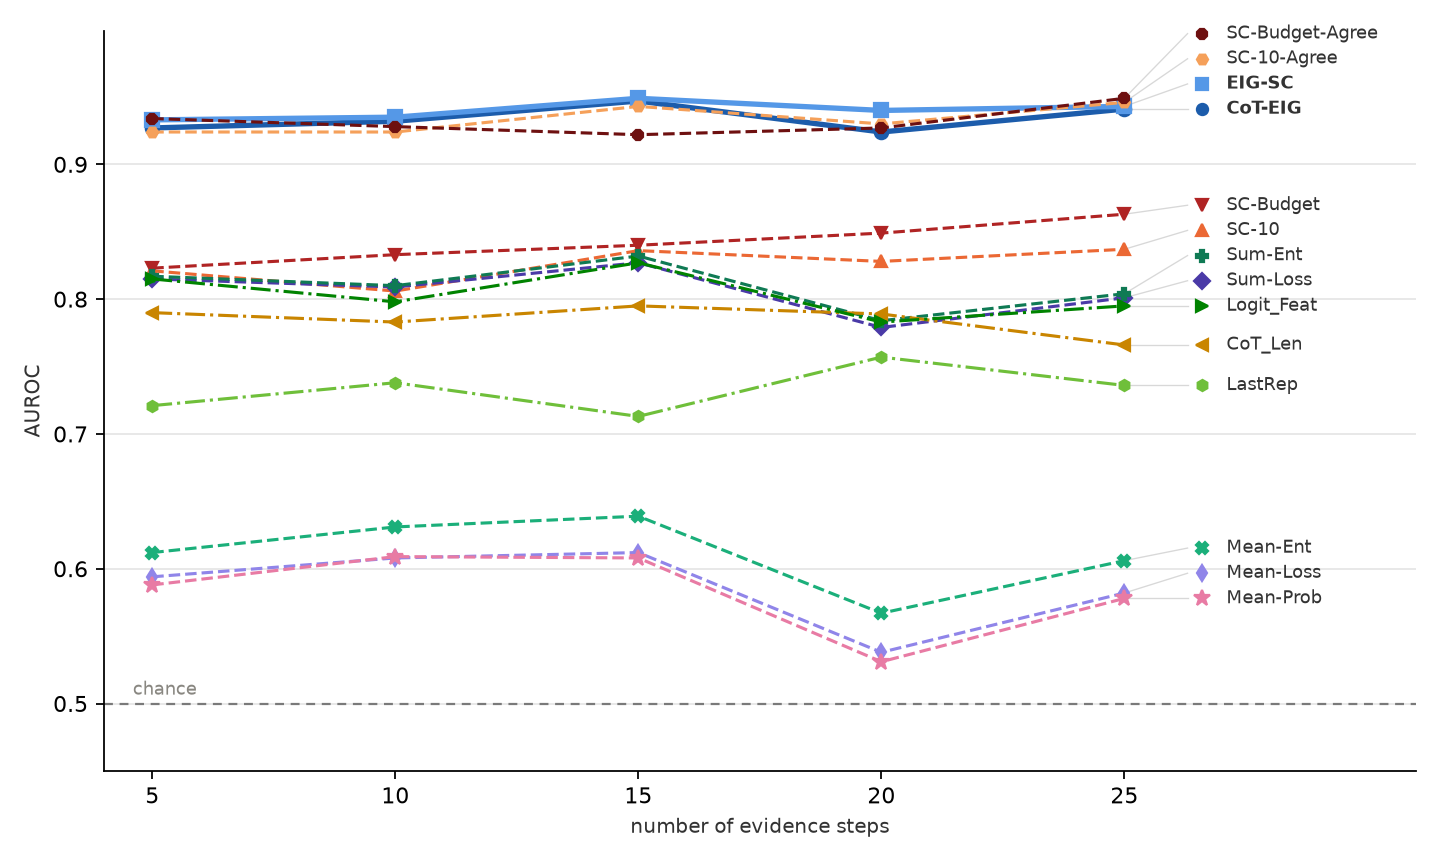 SC-Budget-Agree
SC-10-Agree
EIG-SC
CoT-EIG
0.9
SC-Budget
SC-10
Sum-Ent
Sum-Loss
0.8
Logit_Feat
CoT_Len
LastRep
AUROC
0.7
Mean-Ent
0.6
Mean-Loss
Mean-Prob
chance
0.5
5 10 15 20 25
number of evidence steps